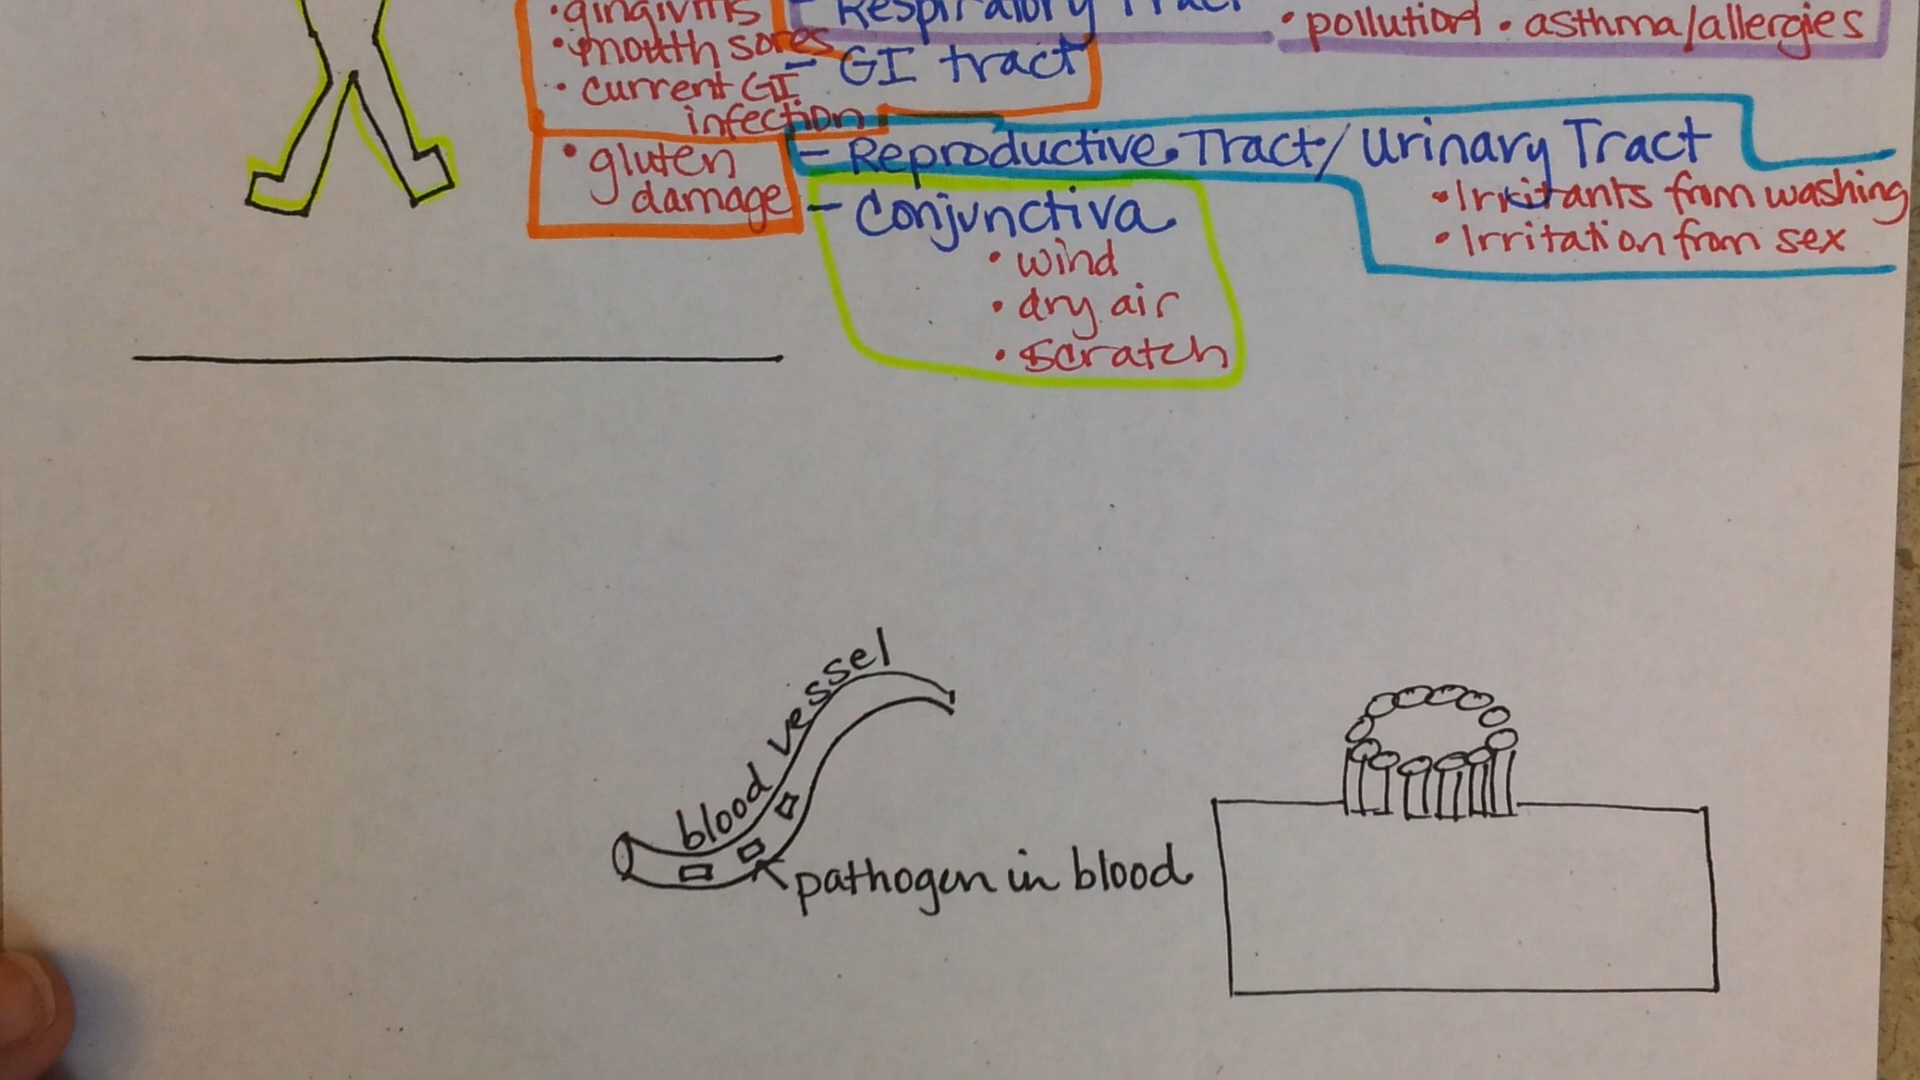 • gingivitis
• mouth sores
• current GI
infection
• gluten
damage
- Respiratory Tract
• pollution • asthma/allergies
- GI tract
- Reproductive Tract/Urinary Tract
• Irritants from washing
• Irritation from sex
- Conjunctiva
• wind
• dry air
• scratch
blood vessel
pathogen in blood